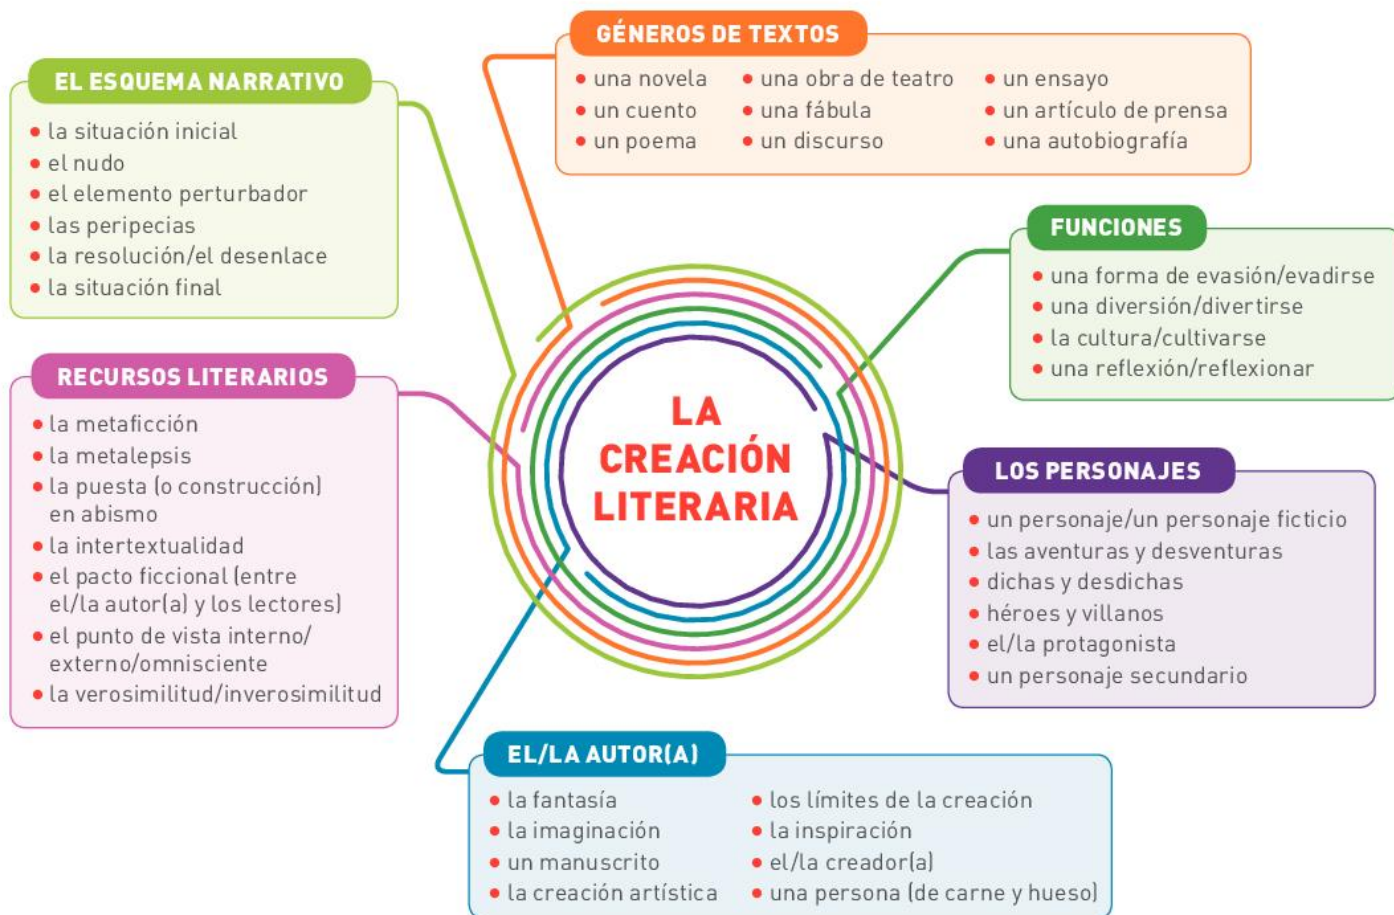 GÉNEROS DE TEXTOS
• una novela
• un cuento
• un poema
• una obra de teatro
• una fábula
• un discurso
• un ensayo
• un artículo de prensa
• una autobiografía
EL ESQUEMA NARRATIVO
• la situación inicial
• el nudo
• el elemento perturbador
• las peripecias
• la resolución/el desenlace
• la situación final
FUNCIONES
• una forma de evasión/evadirse
• una diversión/divertirse
• la cultura/cultivarse
• una reflexión/reflexionar
RECURSOS LITERARIOS
• la metaficción
• la metalepsis
• la puesta (o construcción)
en abismo
• la intertextualidad
• el pacto ficcional (entre
el/la autor(a) y los lectores)
• el punto de vista interno/
externo/omnisciente
• la verosimilitud/inverosimilitud
LA
CREACIÓN
LITERARIA
LOS PERSONAJES
• un personaje/un personaje ficticio
• las aventuras y desventuras
• dichas y desdichas
• héroes y villanos
• el/la protagonista
• un personaje secundario
EL/LA AUTOR(A)
• la fantasía
• la imaginación
• un manuscrito
• la creación artística
• los límites de la creación
• la inspiración
• el/la creador(a)
• una persona (de carne y hueso)